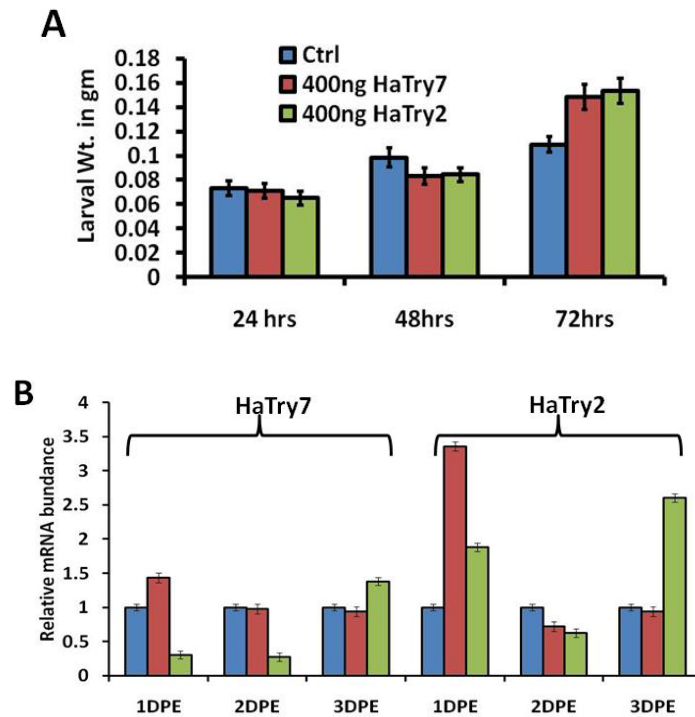 A
Larval Wt. in gm
0.18
0.16
0.14
0.12
0.1
0.08
0.06
0.04
0.02
0
Ctrl
400ng HaTry7
400ng HaTry2
24 hrs 48hrs 72hrs
B
Relative mRNA bundance
4
3.5
3
2.5
2
1.5
1
0.5
0
HaTry7 HaTry2
1DPE 2DPE 3DPE 1DPE 2DPE 3DPE